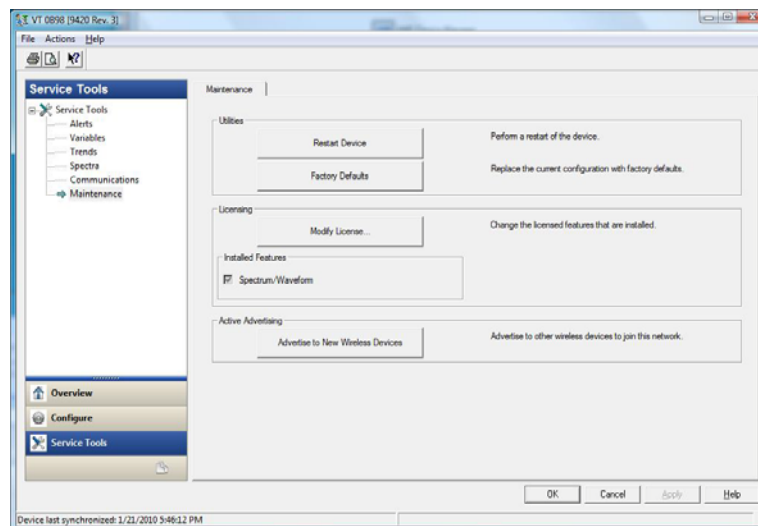 VT 0898 [9420 Rev. 3]
File Actions Help
Service Tools
Service Tools
Alerts
Variables
Trends
Spectra
Communications
Maintenance
Overview
Configure
Service Tools
Maintenance
Utilities
Restart Device
Perform a restart of the device.
Factory Defaults
Replace the current configuration with factory defaults.
Licensing
Modify License...
Change the licensed features that are installed.
Installed Features
Spectrum/Waveform
Active Advertising
Advertise to New Wireless Devices
Advertise to other wireless devices to join this network.
OK Cancel Apply Help
Device last synchronized: 1/21/2010 5:46:12 PM